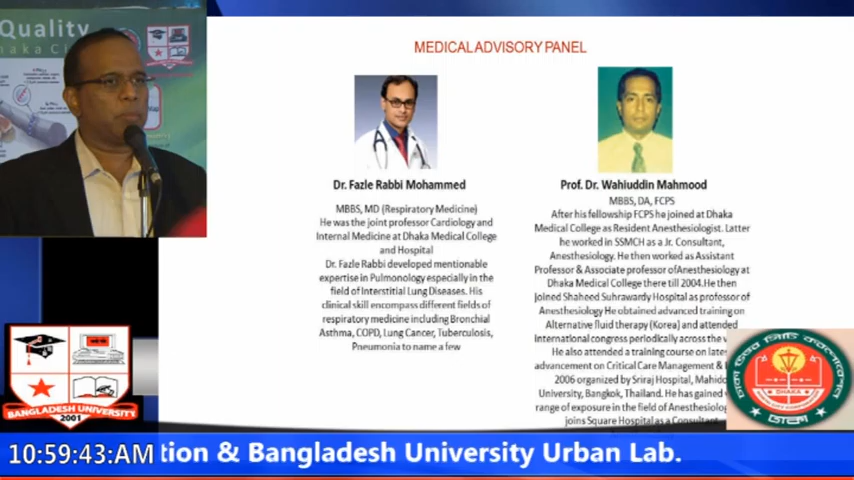 Quality
haka Ci
MEDICAL ADVISORY PANEL
Dr. Fazle Rabbi Mohammed
MBBS, MD (Respiratory Medicine)
He was the joint professor Cardiology and
Internal Medicine at Dhaka Medical College
and Hospital
Dr. Fazle Rabbi developed mentionable
expertise in Pulmonology especially in the
field of Interstitial Lung Diseases. His
clinical skill encompass different fields of
respiratory medicine including Bronchial
Asthma, COPD, Lung Cancer, Tuberculosis,
Pneumonia to name a few
Prof. Dr. Wahiuddin Mahmood
MBBS, DA, FCPS
After his fellowship FCPS he joined at Dhaka
Medical College as Resident Anesthesiologist. Latter
he worked in SSMCH as a Jr. Consultant,
Anesthesiology. He then worked as Assistant
Professor & Associate professor of Anesthesiology at
Dhaka Medical College there till 2004.He then
joined Shaheed Suhrawardy Hospital as professor of
Anesthesiology He obtained advanced training on
Alternative fluid therapy (Korea) and attended
international congress periodically across the
He also attended a training course on
advancement on Critical Care Management &
2006 organized by Sriraj Hospital,
University, Bangkok, Thailand. He has gained
range of exposure in the field of
joins Square Hospital as a Consultant
BANGLADESH UNIVERSITY
2001
ঢাকা উত্তর সিটি কর্পোরেশন
DHAKA
ঢাকা
10:59:43:AM
tion & Bangladesh University Urban Lab.